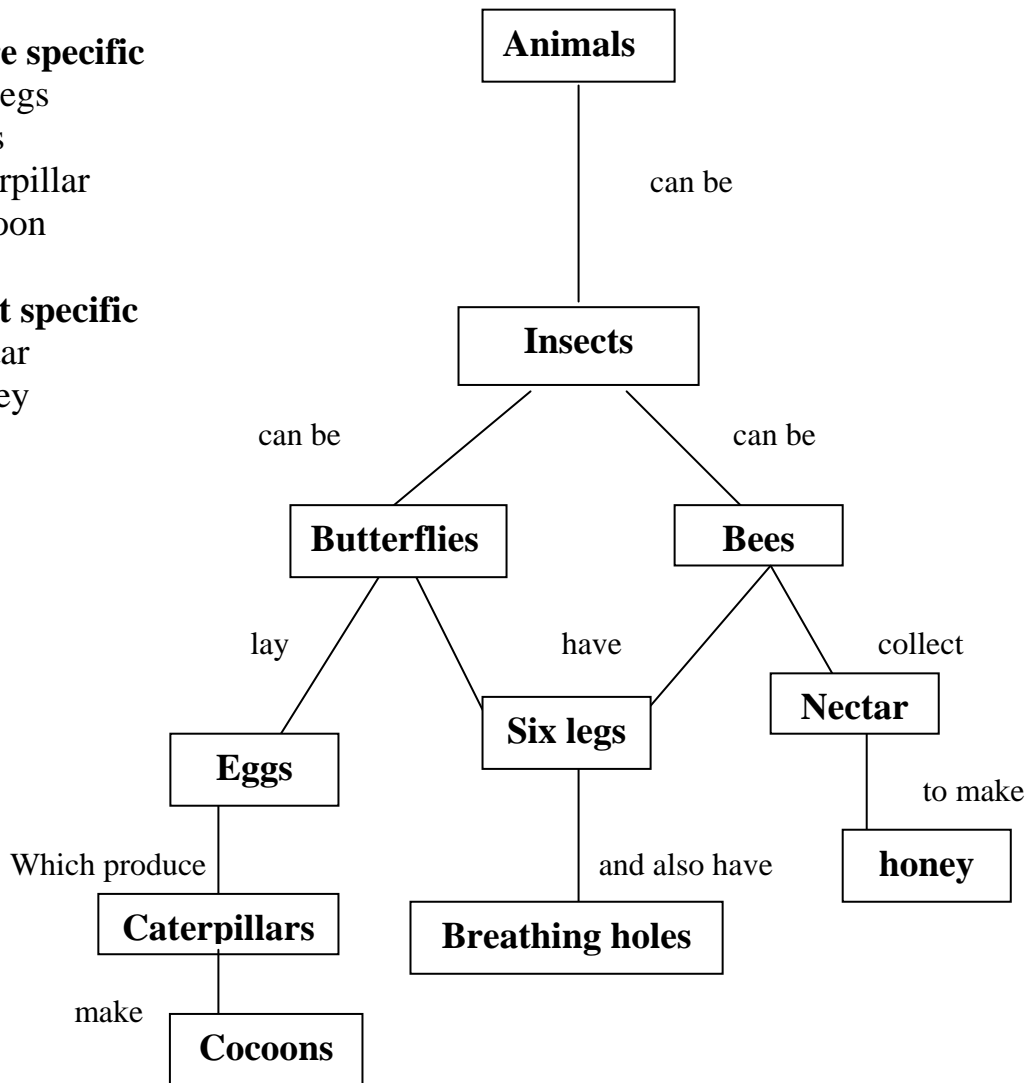 e specific
egs
s
rpillar
oon
t specific
ar
ey
Animals
can be
Insects
can be
can be
Butterflies
Bees
lay
have
collect
Eggs
Six legs
Nectar
to make
Which produce
and also have
honey
Caterpillars
Breathing holes
make
Cocoons